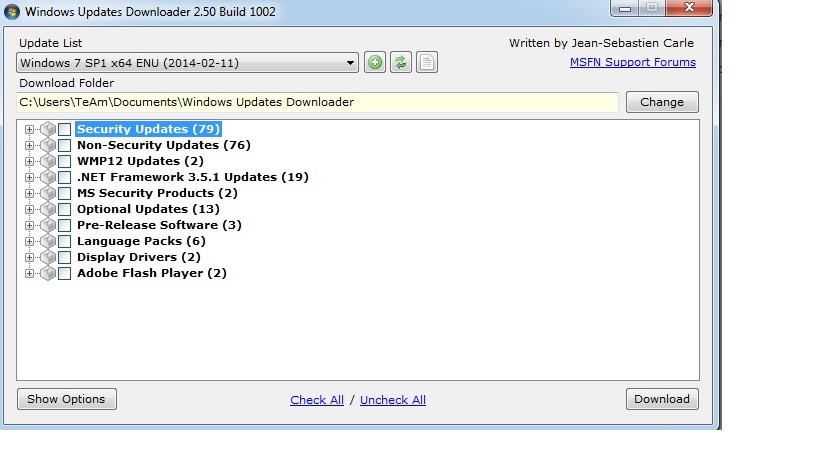 Windows Updates Downloader 2.50 Build 1002
Update List
Written by Jean-Sebastien Carle
Windows 7 SP1 x64 ENU (2014-02-11)
MSFN Support Forums
Download Folder
C:\Users\TeAm\Documents\Windows Updates Downloader
Change
Security Updates (79)
Non-Security Updates (76)
WMP12 Updates (2)
.NET Framework 3.5.1 Updates (19)
MS Security Products (2)
Optional Updates (13)
Pre-Release Software (3)
Language Packs (6)
Display Drivers (2)
Adobe Flash Player (2)
Show Options
Check All / Uncheck All
Download